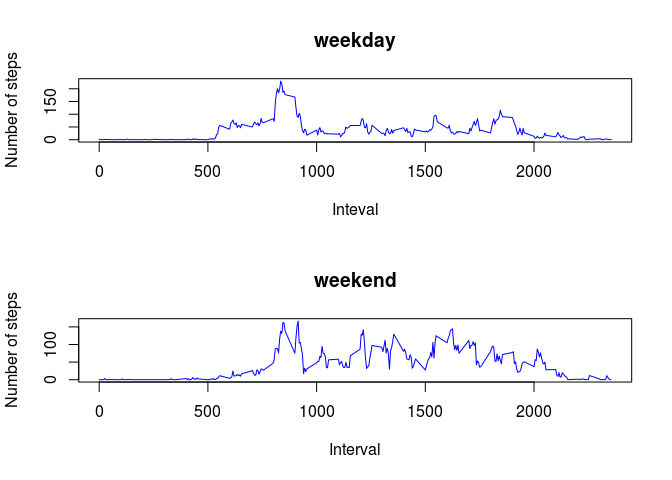 weekday
Number of steps
0 150
0 500 1000 1500 2000
Inteval
weekend
Number of steps
0 100
0 500 1000 1500 2000
Interval